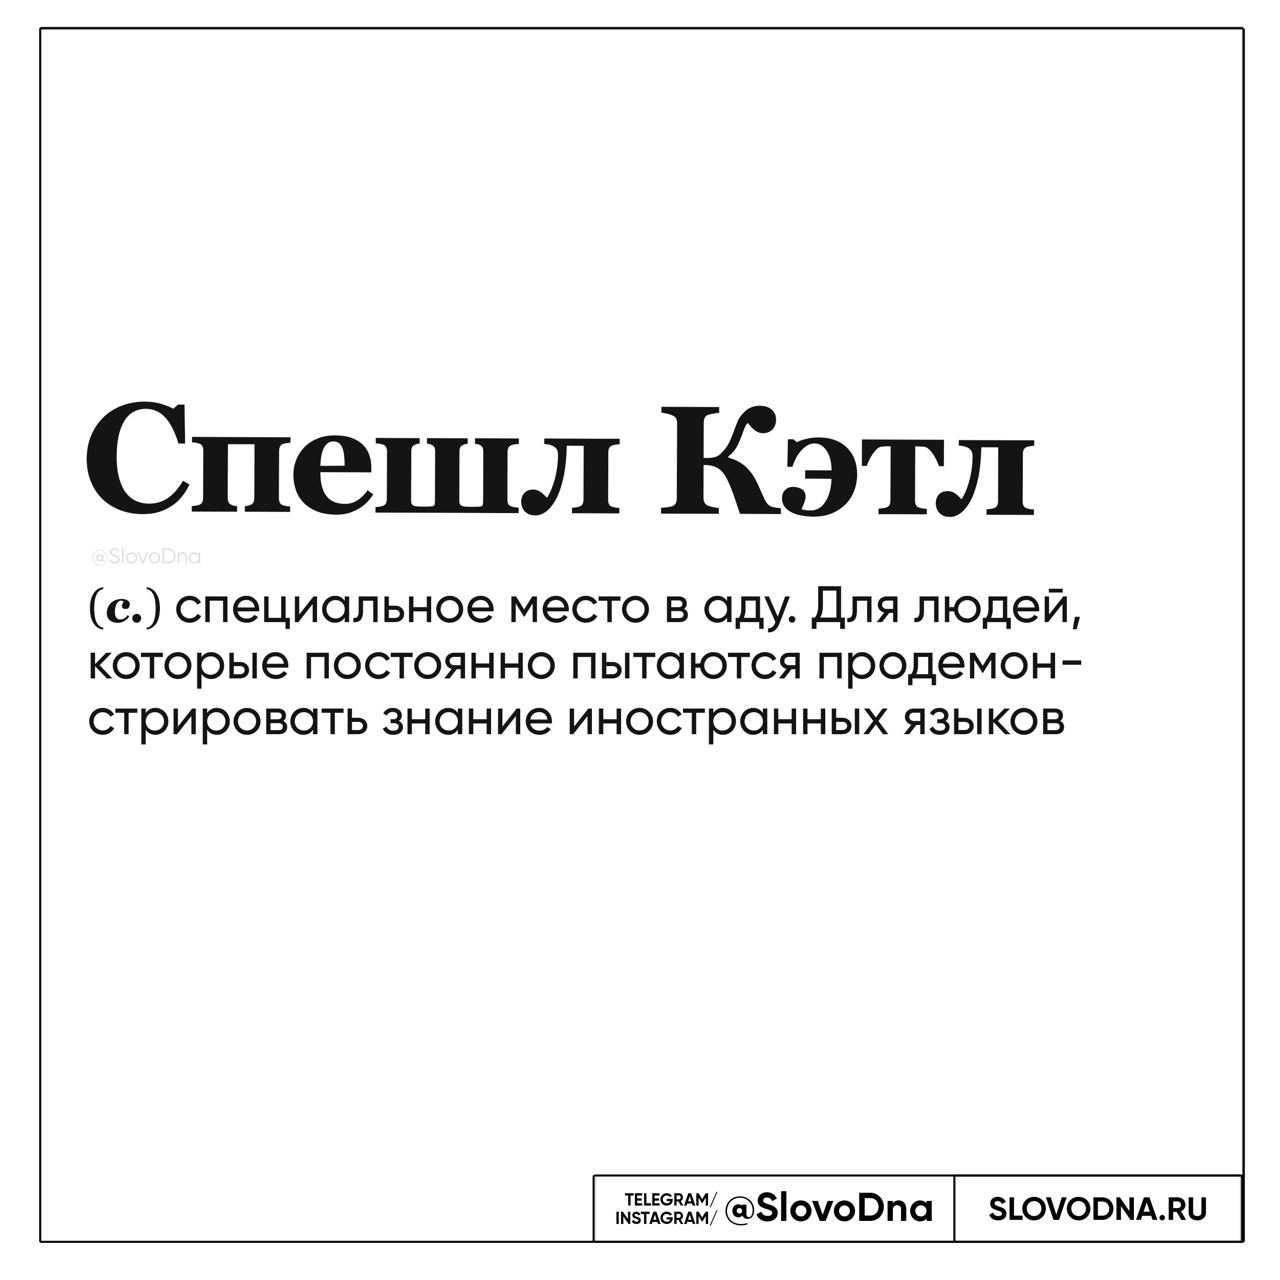 Спешл Кэтл
@SlovoDna
(с.) специальное место в аду. Для людей,
которые постоянно пытаются продемон-
стрировать знание иностранных языков
TELEGRAM/
INSTAGRAM/
@SlovoDna
SLOVODNA.RU